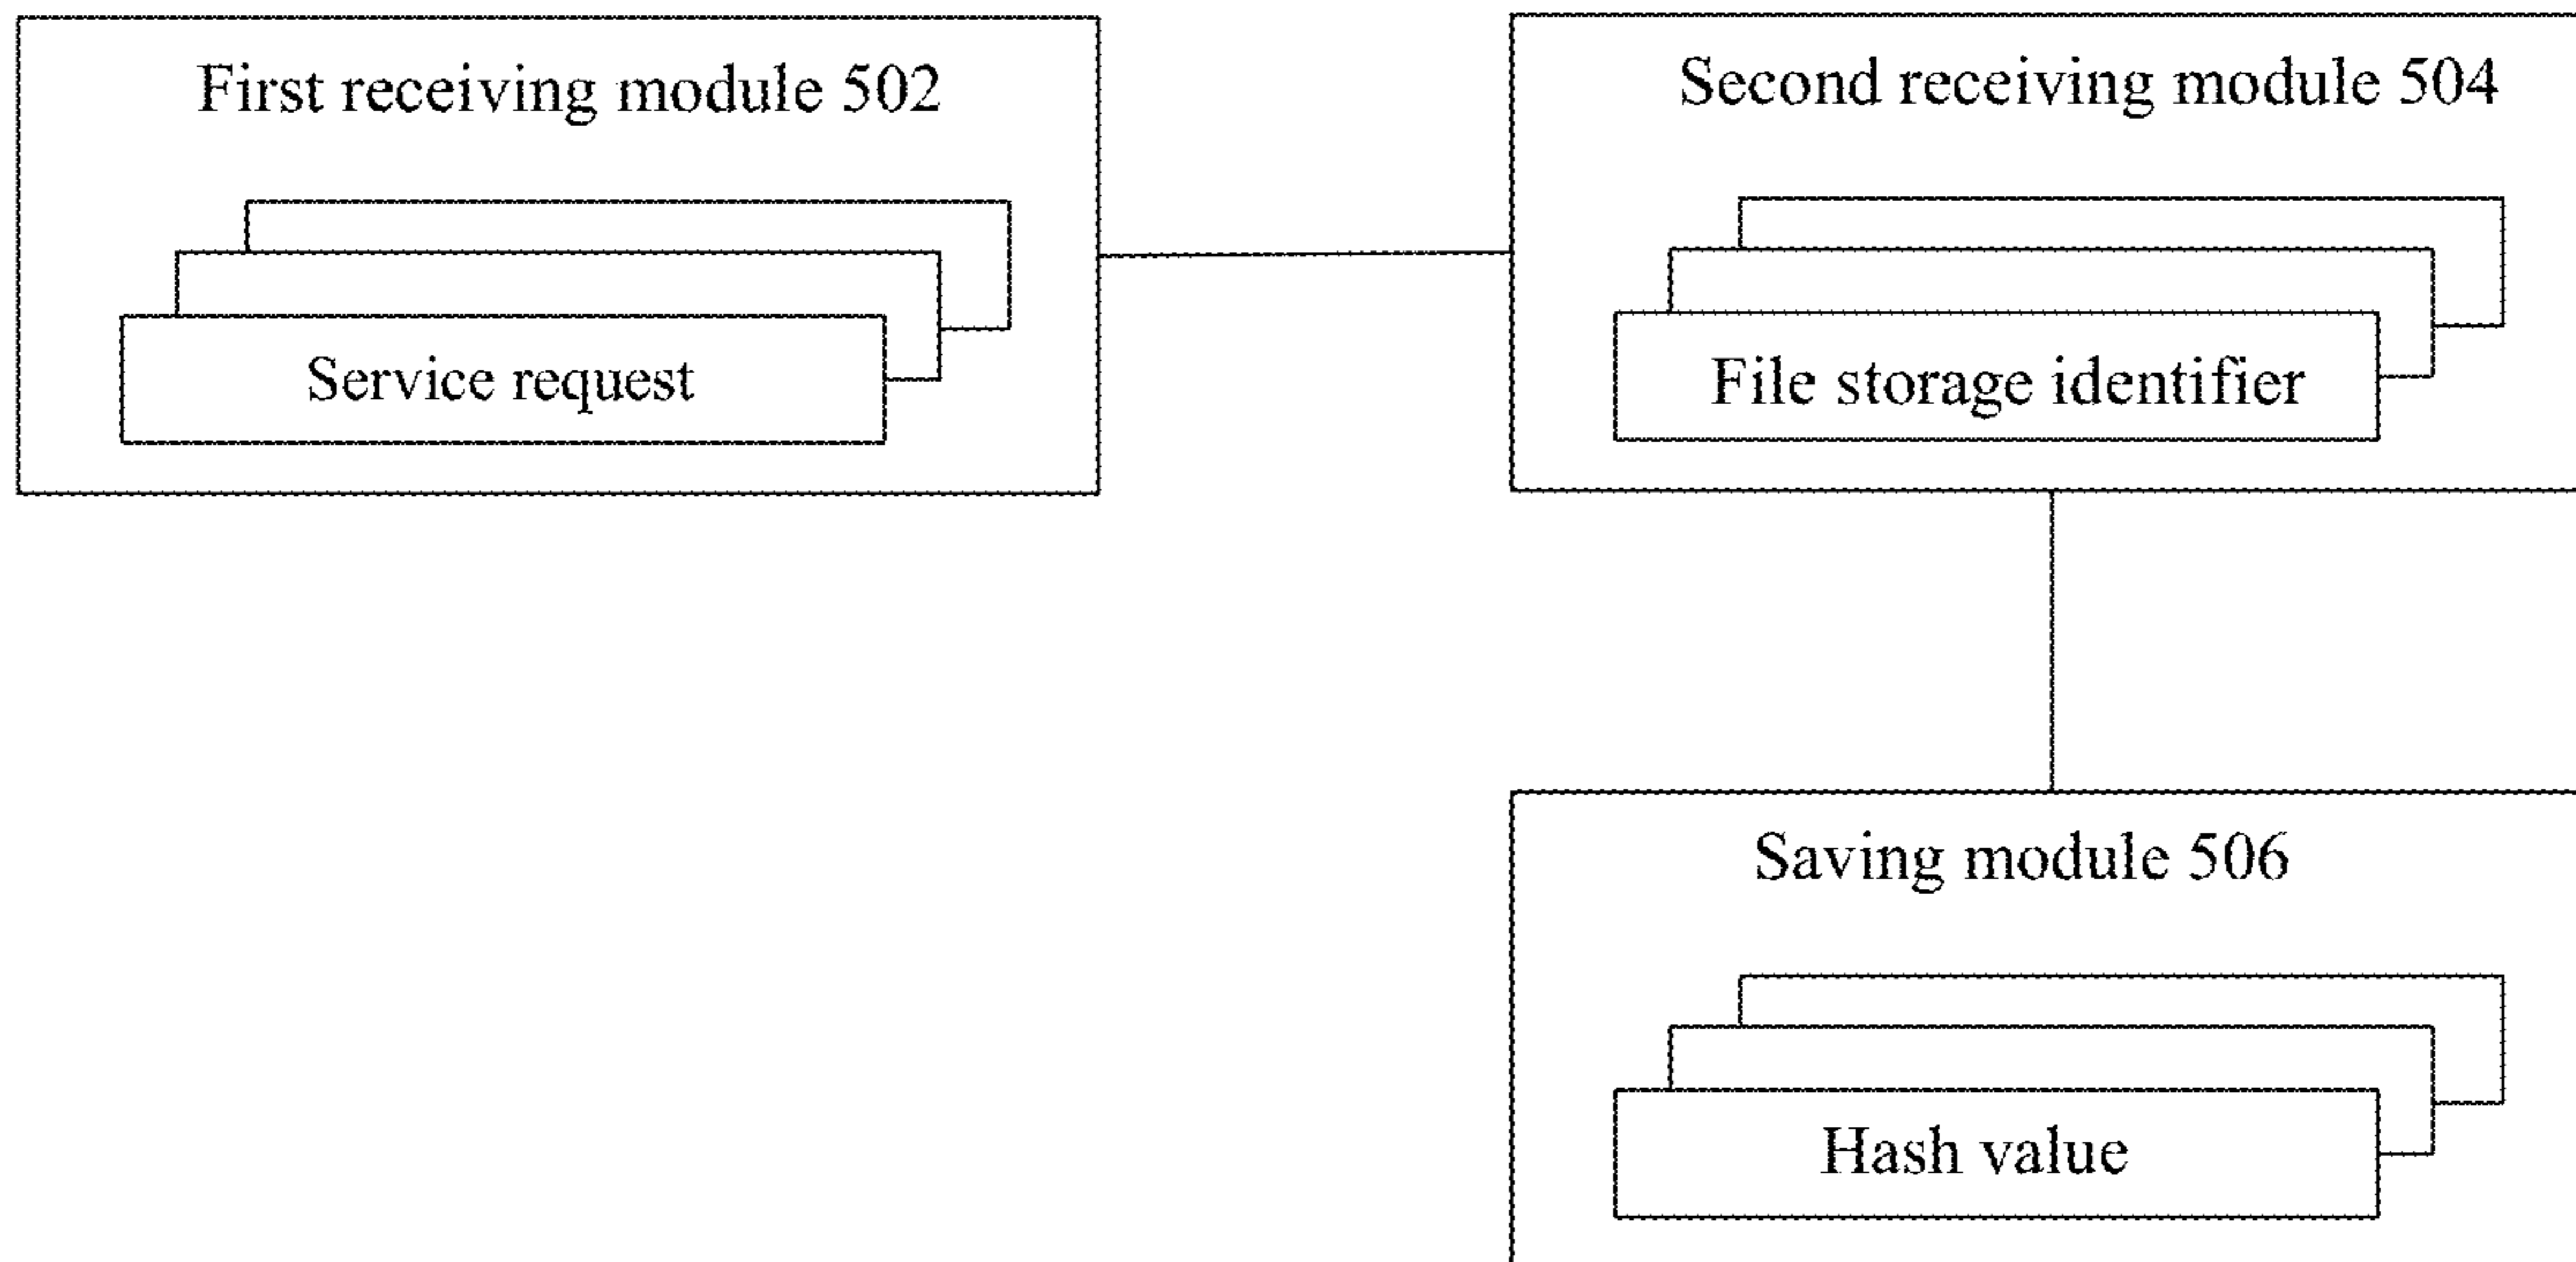 First receiving module 502
Service request
Second receiving module 504
File storage identifier
Saving module 506
Hash value